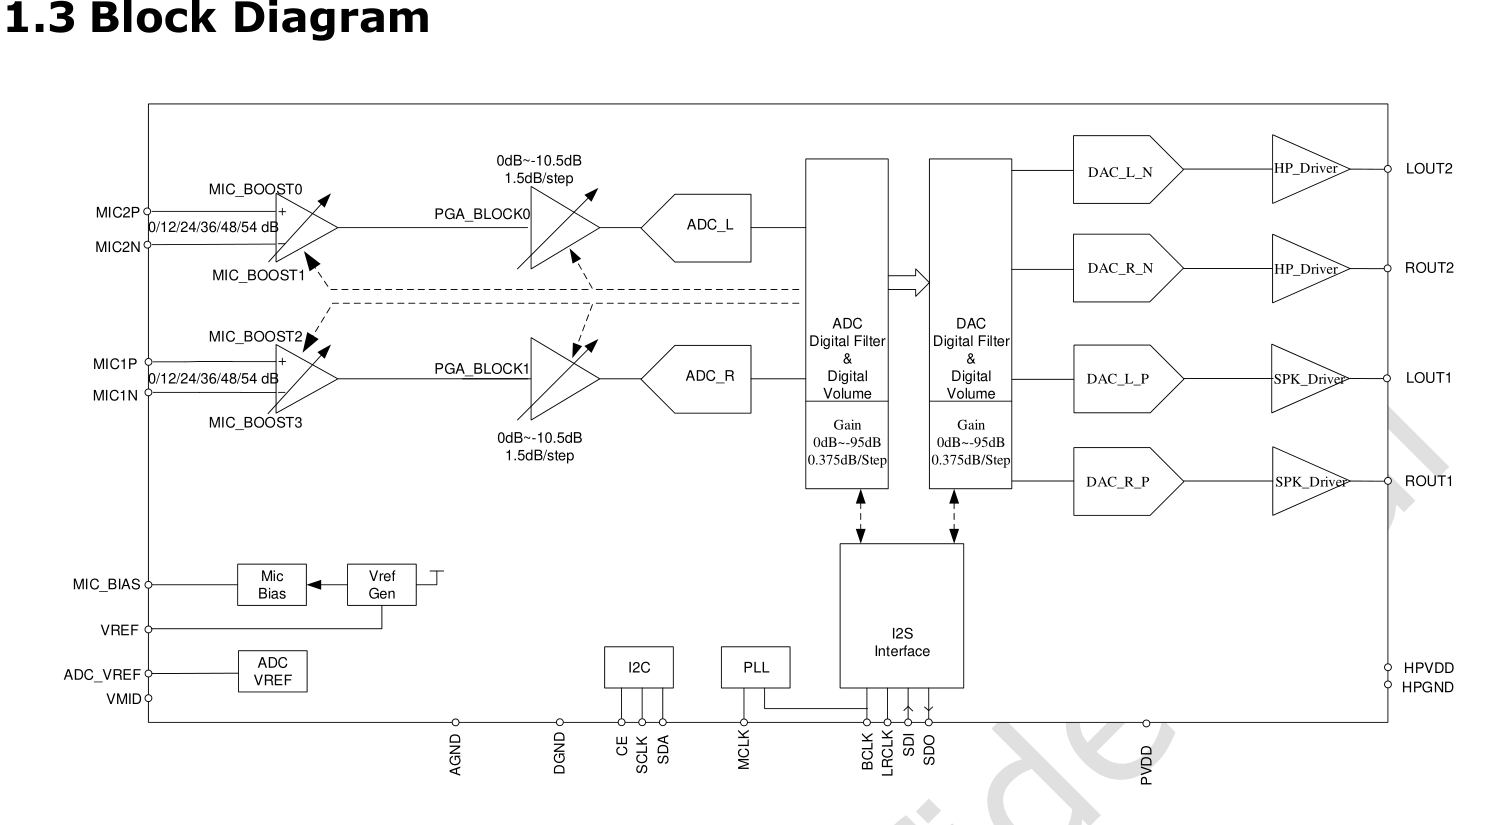 1.3 Block Diagram
MIC2P
MIC2N
MIC_BOOST0
0/12/24/36/48/54 dB
MIC_BOOST1
PGA_BLOCK0
0dB~-10.5dB
1.5dB/step
ADC_L
MIC1P
MIC1N
MIC_BOOST2
0/12/24/36/48/54 dB
MIC_BOOST3
PGA_BLOCK1
0dB~-10.5dB
1.5dB/step
ADC_R
ADC
Digital Filter
&
Digital
Volume
Gain
0dB~-95dB
0.375dB/Step
DAC
Digital Filter
&
Digital
Volume
Gain
0dB~-95dB
0.375dB/Step
DAC_L_N
HP_Driver
LOUT2
DAC_R_N
HP_Driver
ROUT2
DAC_L_P
SPK_Driver
LOUT1
DAC_R_P
SPK_Driver
ROUT1
MIC_BIAS
Mic
Bias
Vref
Gen
VREF
ADC_VREF
ADC
VREF
VMID
I2C
PLL
I2S
Interface
HPVDD
HPGND
AGND
DGND
CE
SCLK
SDA
MCLK
BCLK
LRCLK
SDI
SDO
PVDD